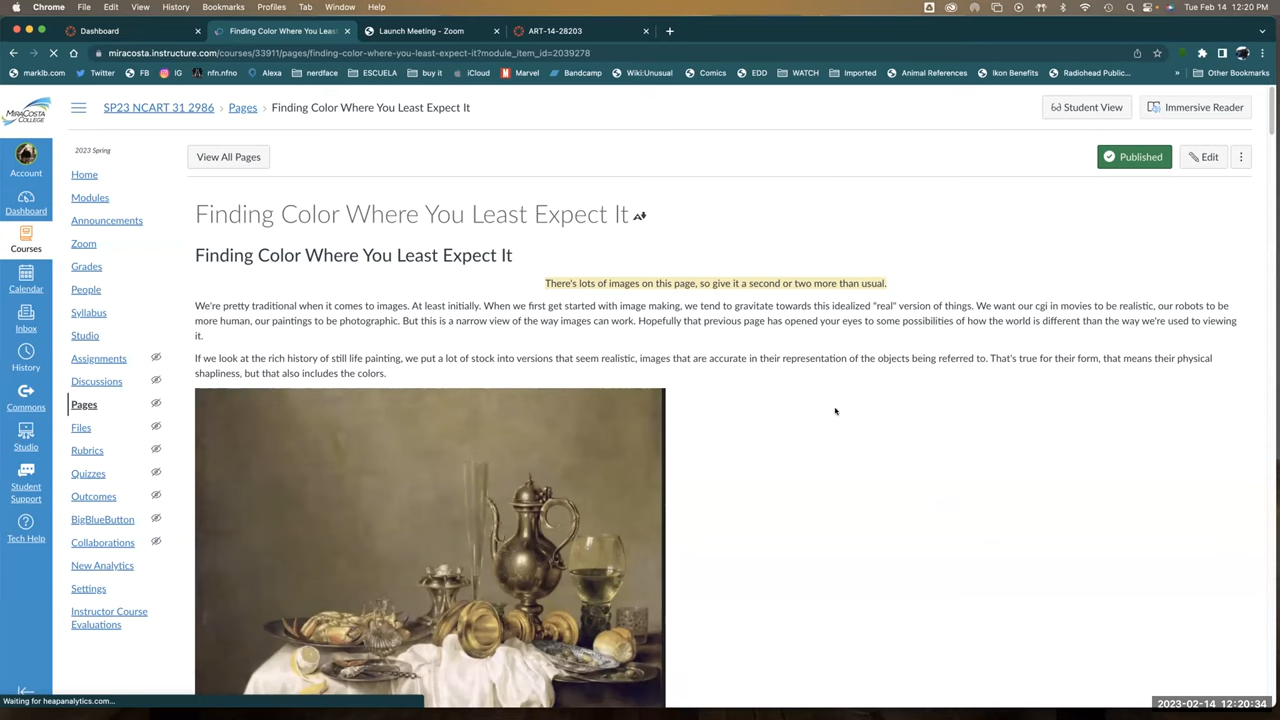 Chrome File Edit View History Bookmarks Profiles Tab Window Help Tue Feb 14 12:20 PM
Dashboard Finding Color Where You Leas Launch Meeting - Zoom ART-14-28203
miracosta.instructure.com/courses/33911/pages/finding-color-where-you-least-expect-it?module_item_id=2039278
marklb.com Twitter FB IG nfn.nfno Alexa nerdface ESCUELA buy it iCloud Marvel Bandcamp Wiki:Unusual Comics EDD WATCH Imported Animal References Ikon Benefits Radiohead Public... » Other Bookmarks
MIRACOSTA COLLEGE
SP23 NCART 31 2986 › Pages › Finding Color Where You Least Expect It
Student View
Immersive Reader
Account
Dashboard
Courses
Calendar
Inbox
History
Commons
Studio
Student Support
Tech Help
2023 Spring
Home
Modules
Announcements
Zoom
Grades
People
Syllabus
Studio
Assignments
Discussions
Pages
Files
Rubrics
Quizzes
Outcomes
BigBlueButton
Collaborations
New Analytics
Settings
Instructor Course
Evaluations
View All Pages
Published
Edit
Finding Color Where You Least Expect It
Finding Color Where You Least Expect It
There's lots of images on this page, so give it a second or two more than usual.
We're pretty traditional when it comes to images. At least initially. When we first get started with image making, we tend to gravitate towards this idealized "real" version of things. We want our cgi in movies to be realistic, our robots to be
more human, our paintings to be photographic. But this is a narrow view of the way images can work. Hopefully that previous page has opened your eyes to some possibilities of how the world is different than the way we're used to viewing
it.
If we look at the rich history of still life painting, we put a lot of stock into versions that seem realistic, images that are accurate in their representation of the objects being referred to. That's true for their form, that means their physical
shapliness, but that also includes the colors.
Waiting for heapanalytics.com...
2023-02-14 12:20:34